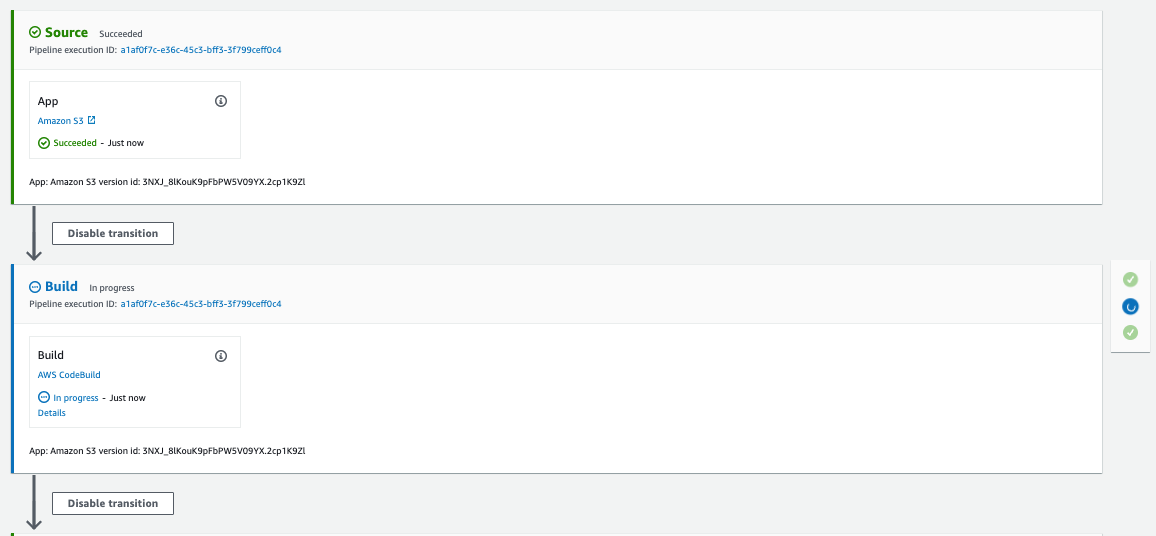 Source Succeeded
Pipeline execution ID: a1af0f7c-e36c-45c3-bff3-3f799ceff0c4
App
Amazon S3
Succeeded - Just now
App: Amazon S3 version id: 3NXJ_8lKouK9pFbPW5V09YX.2cp1K9Zl
Disable transition
Build In progress
Pipeline execution ID: a1af0f7c-e36c-45c3-bff3-3f799ceff0c4
Build
AWS CodeBuild
In progress - Just now
Details
App: Amazon S3 version id: 3NXJ_8lKouK9pFbPW5V09YX.2cp1K9Zl
Disable transition